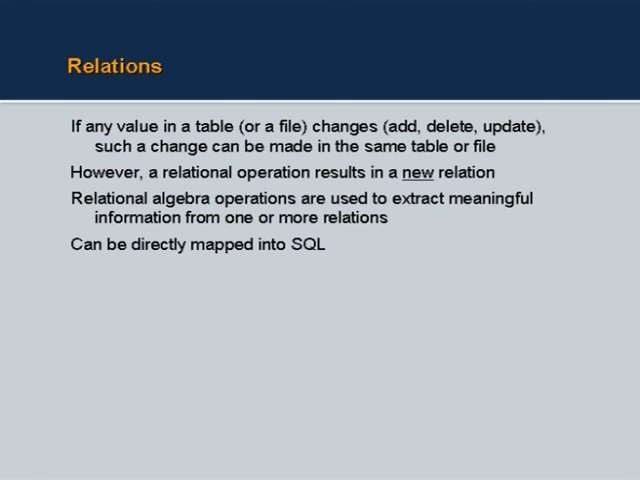 Relations
If any value in a table (or a file) changes (add, delete, update),
such a change can be made in the same table or file
However, a relational operation results in a new relation
Relational algebra operations are used to extract meaningful
information from one or more relations
Can be directly mapped into SQL